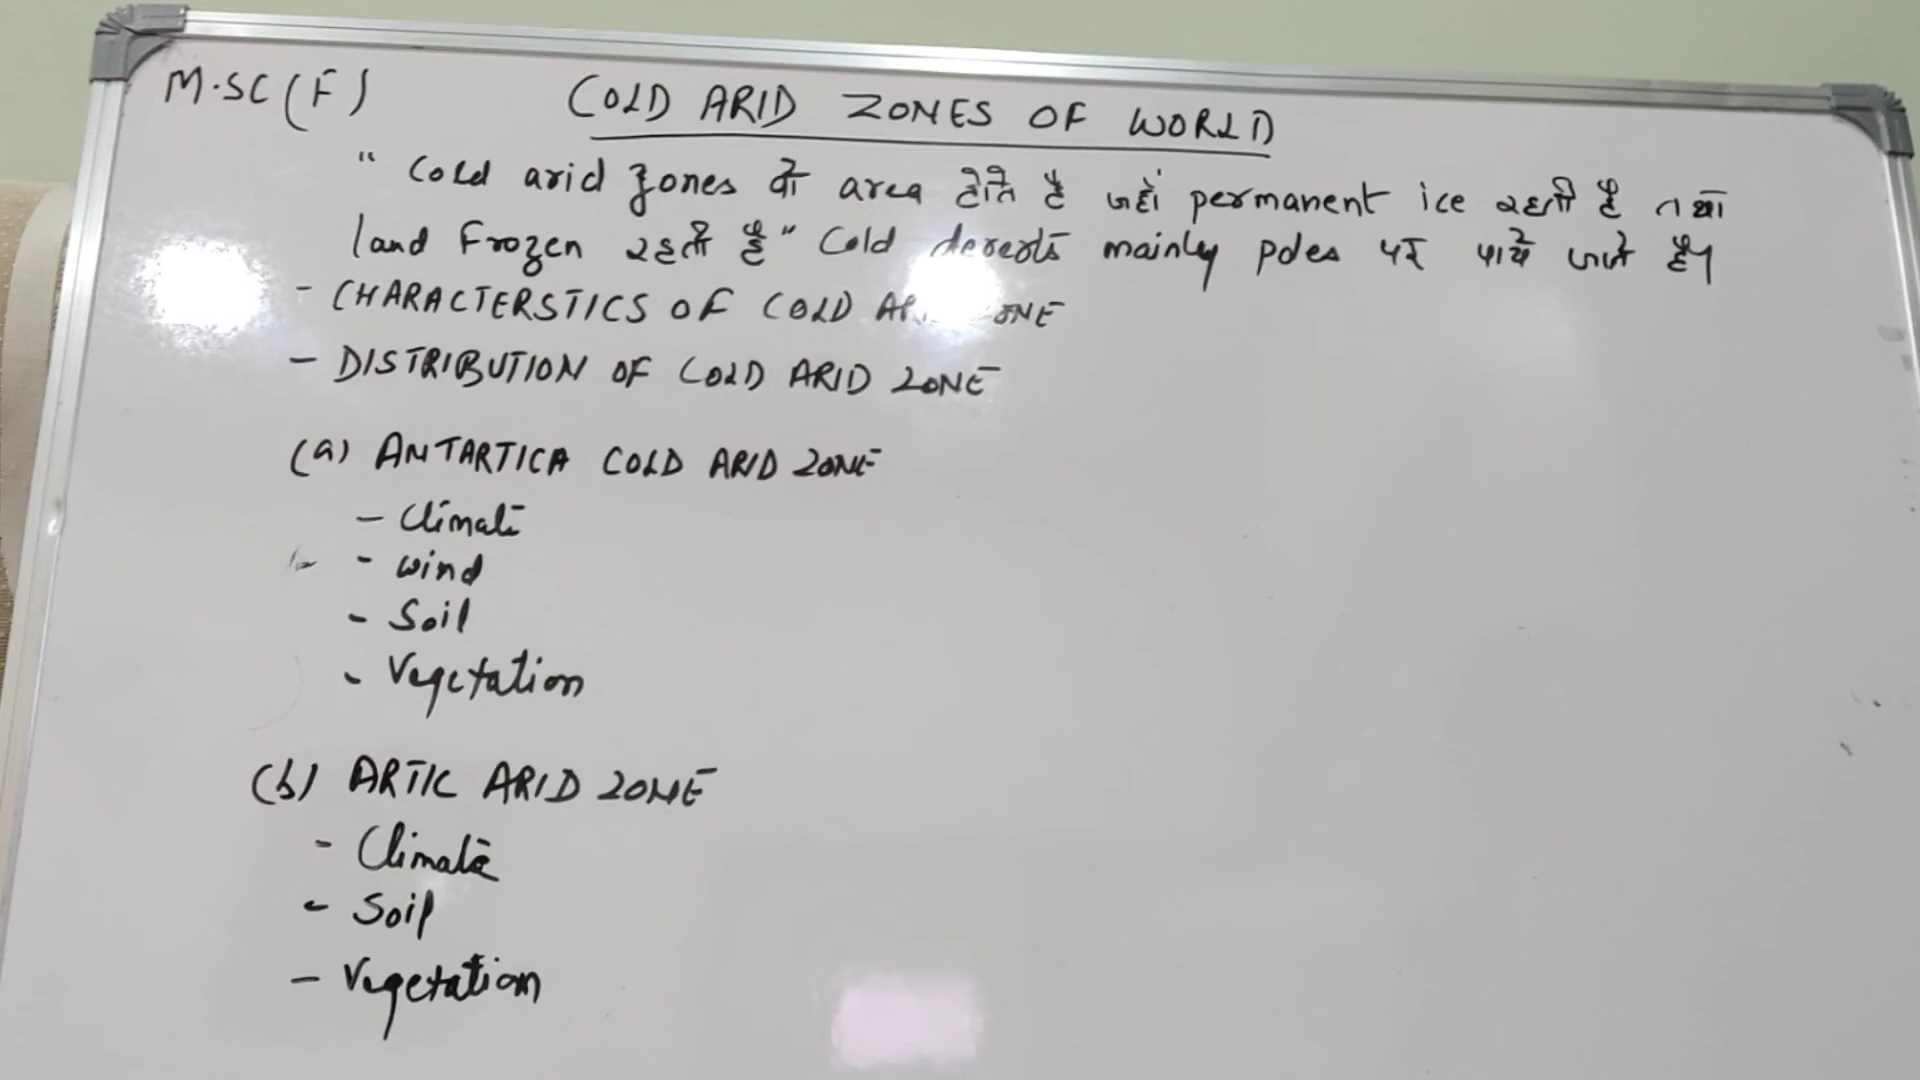 M.SC (F)
COLD ARID ZONES OF WORLD
" Cold arid zones वो area होते है जहाँ permanent ice रहती है तथा
land Frozen रहती है" Cold deserts mainly poles पर पाये जाते है।
- CHARACTERSTICS OF COLD ZONE
- DISTRIBUTION OF COLD ARID ZONE
(a) ANTARTICA COLD ARID ZONE
- Climate
- wind
- Soil
- Vegetation
(b) ARTIC ARID ZONE
- Climate
- Soil
- Vegetation